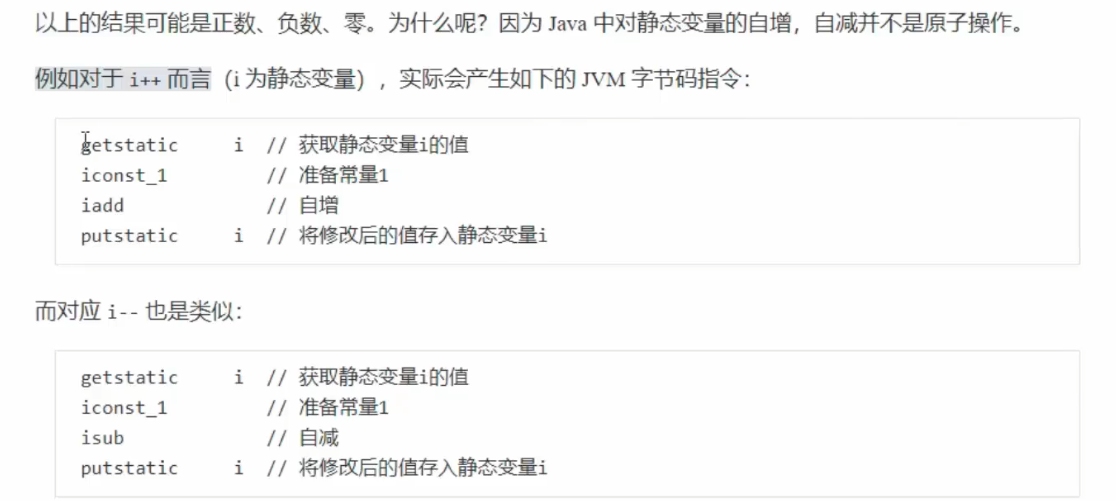 以上的结果可能是正数、负数、零。为什么呢？因为 Java 中对静态变量的自增，自减并不是原子操作。
例如对于 i++ 而言（i 为静态变量），实际会产生如下的 JVM 字节码指令：
getstatic i // 获取静态变量i的值
iconst_1 // 准备常量1
iadd // 自增
putstatic i // 将修改后的值存入静态变量i
而对应 i-- 也是类似：
getstatic i // 获取静态变量i的值
iconst_1 // 准备常量1
isub // 自减
putstatic i // 将修改后的值存入静态变量i